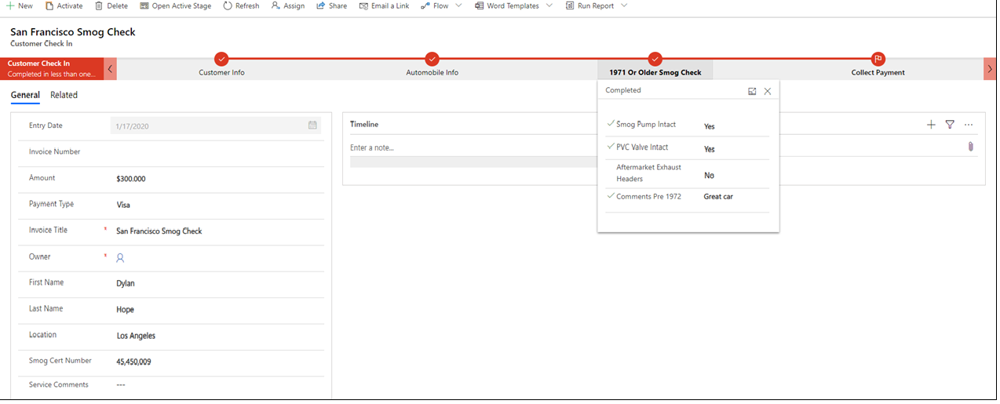 New Activate Delete Open Active Stage Refresh Assign Share Email a Link Flow Word Templates Run Report
San Francisco Smog Check
Customer Check In
Customer Check In
Completed in less than one...
Customer Info
Automobile Info
1971 Or Older Smog Check
Collect Payment
General Related
Entry Date 1/17/2020
Invoice Number
Amount $300.000
Payment Type Visa
Invoice Title * San Francisco Smog Check
Owner *
First Name Dylan
Last Name Hope
Location Los Angeles
Smog Cert Number 45,450,009
Service Comments ---
Timeline
Enter a note...
Completed
Smog Pump Intact Yes
PVC Valve Intact Yes
Aftermarket Exhaust
Headers No
Comments Pre 1972 Great car